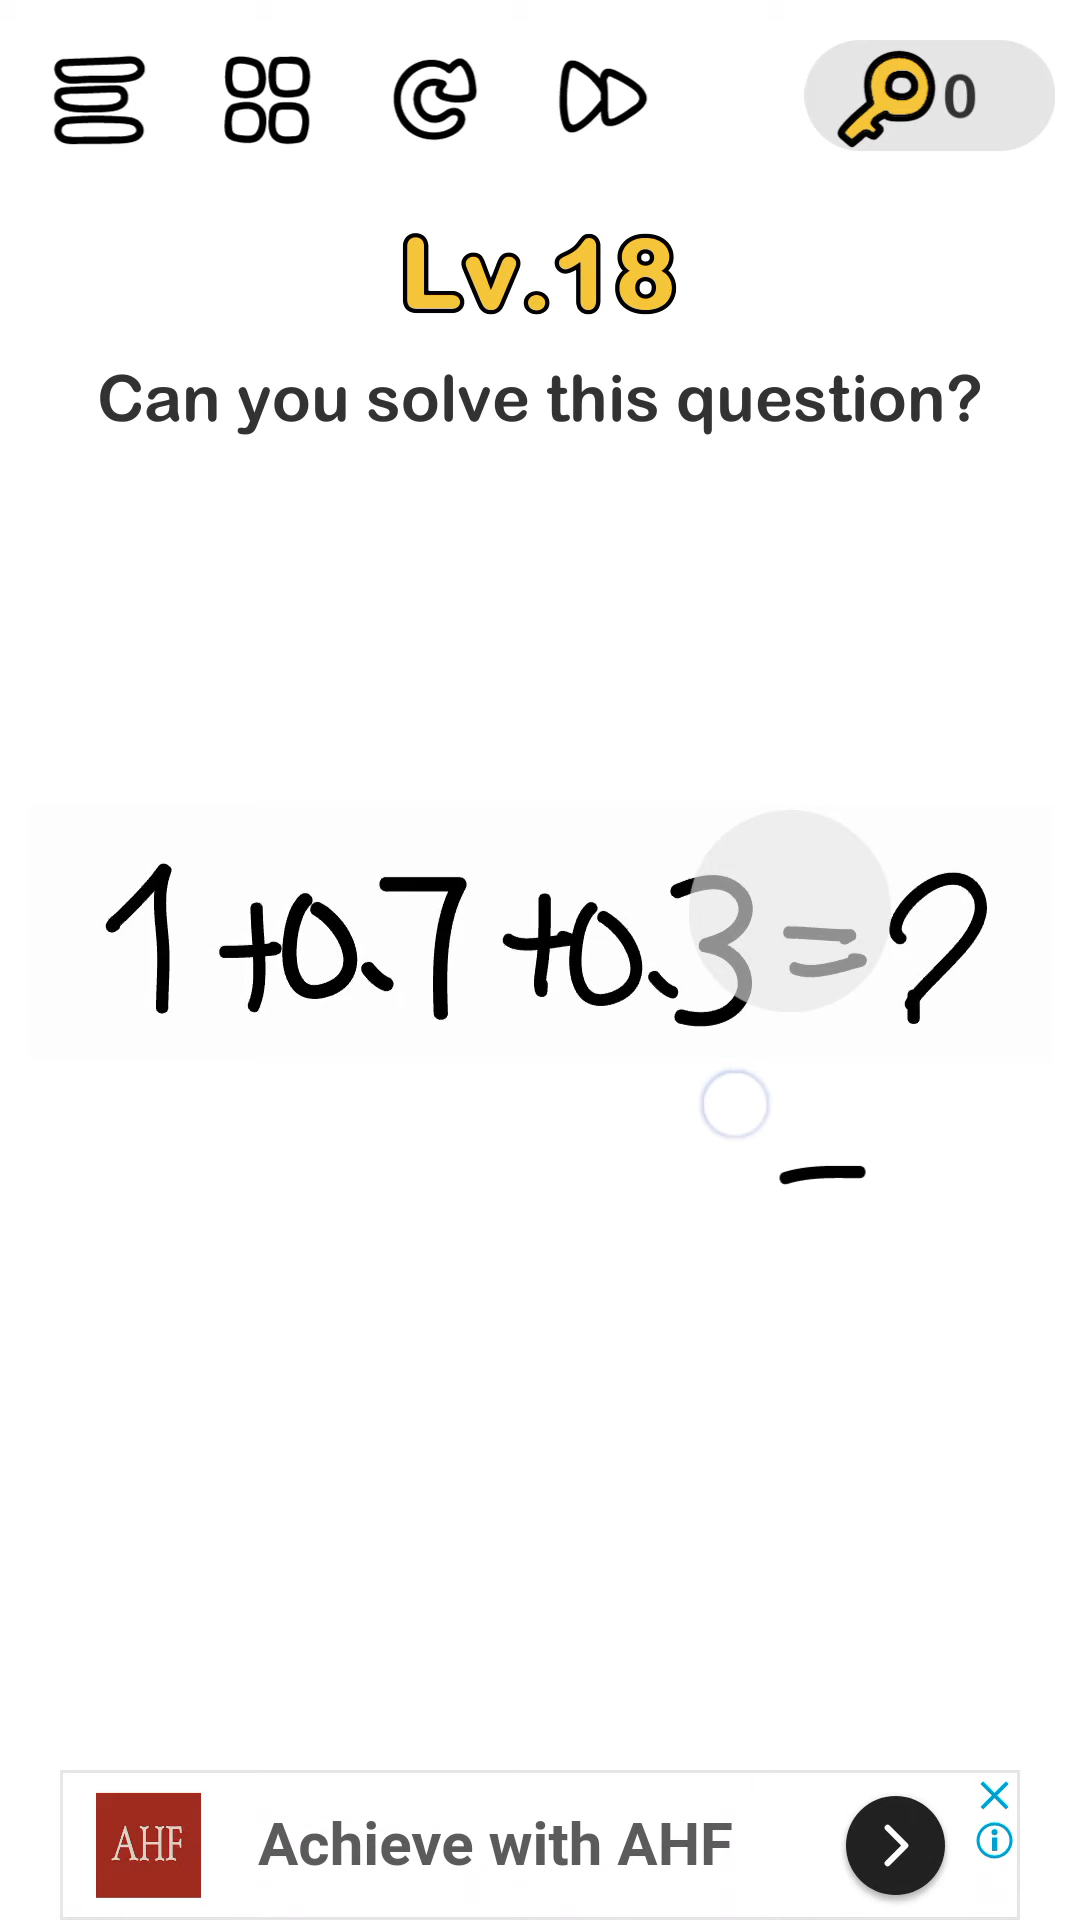 0
Lv.18
Can you solve this question?
1+0.7+0.3=?
AHF Achieve with AHF